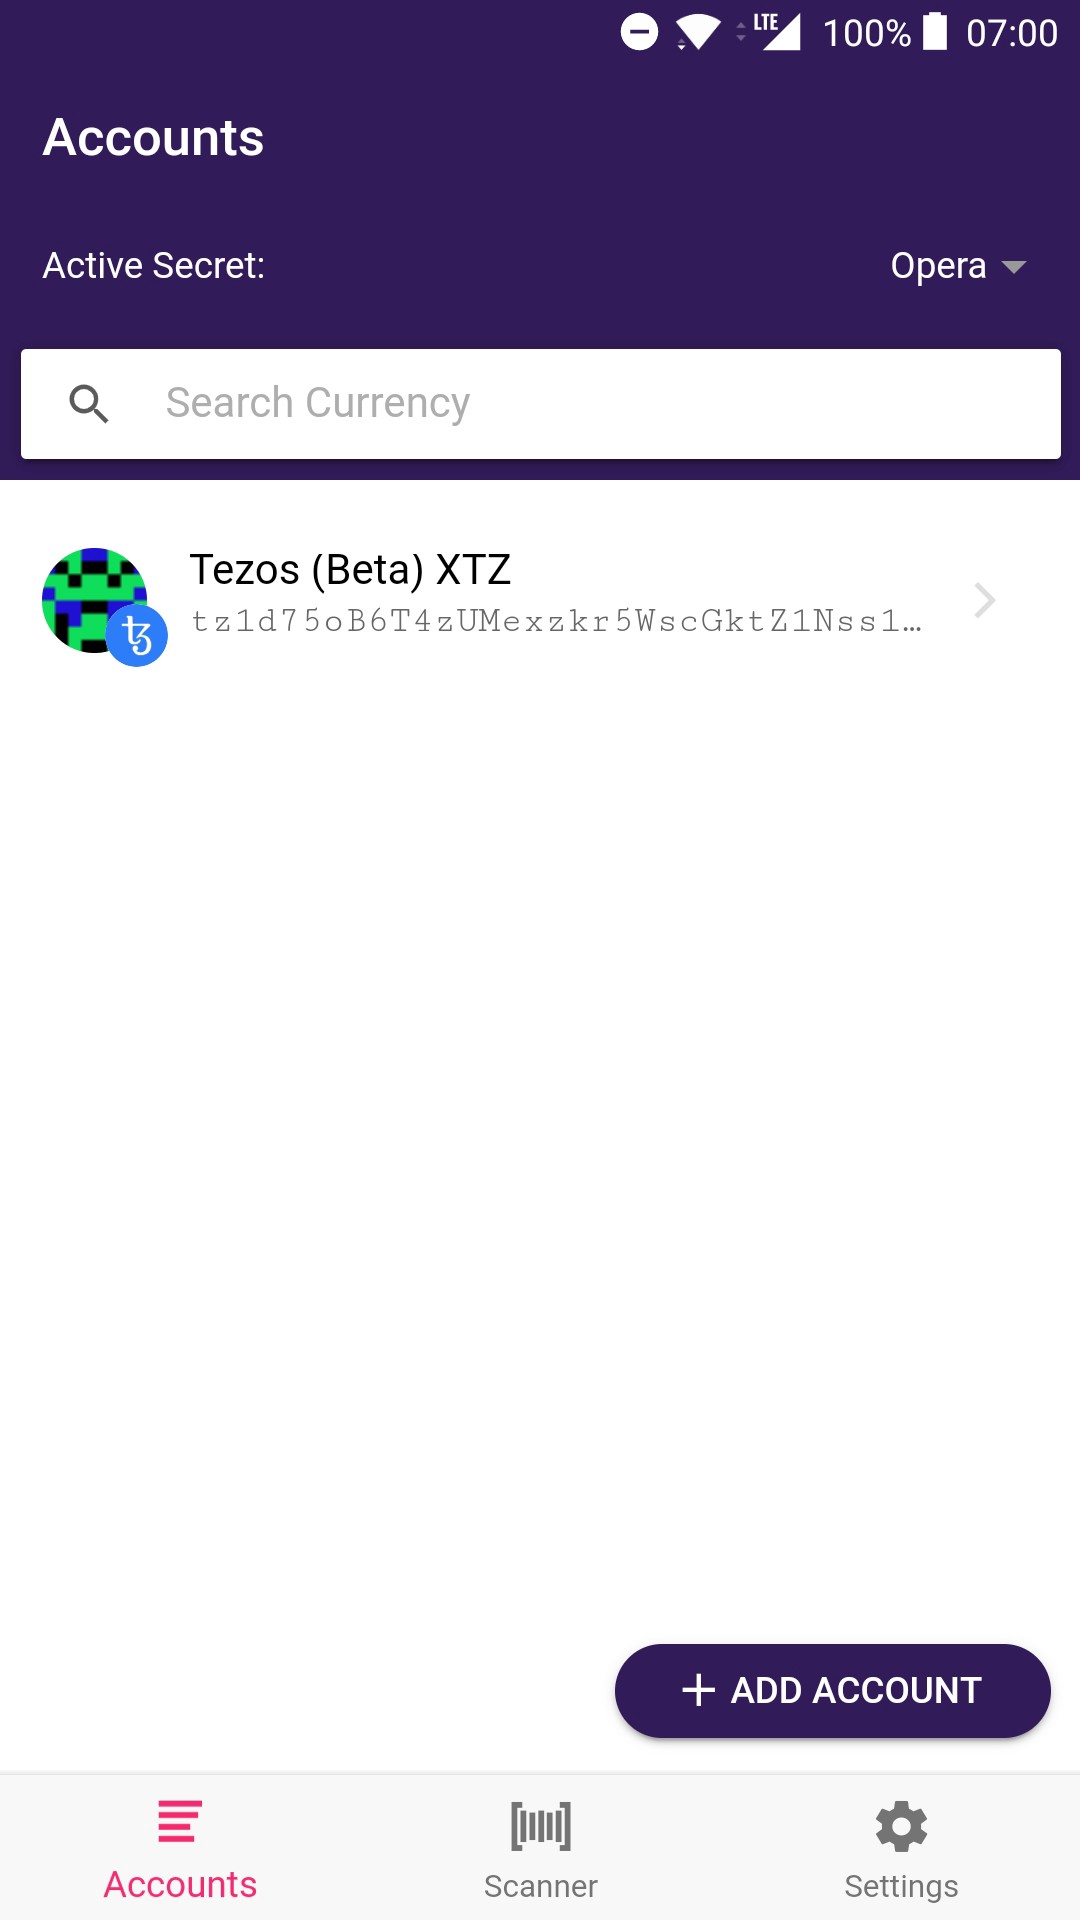 LTE 100% 07:00
Accounts
Active Secret: Opera
Search Currency
Tezos (Beta) XTZ
tz1d75oB6T4zUMexzkr5WscGktZ1Nss1…
+ ADD ACCOUNT
Accounts Scanner Settings